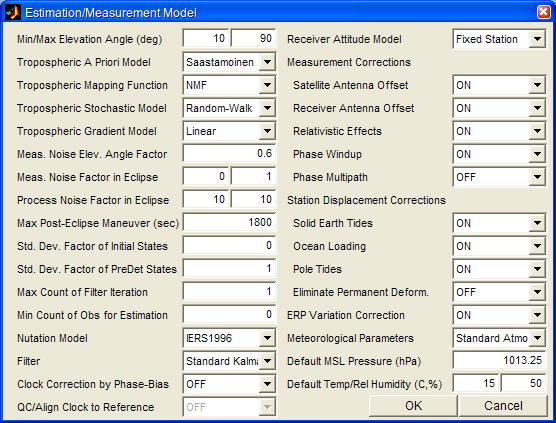 Estimation/Measurement Model
Min/Max Elevation Angle (deg) 10 90
Tropospheric A Priori Model Saastamoinen
Tropospheric Mapping Function NMF
Tropospheric Stochastic Model Random-Walk
Tropospheric Gradient Model Linear
Meas. Noise Elev. Angle Factor 0.6
Meas. Noise Factor in Eclipse 0 1
Process Noise Factor in Eclipse 10 10
Max Post-Eclipse Maneuver (sec) 1800
Std. Dev. Factor of Initial States 0
Std. Dev. Factor of PreDet States 1
Max Count of Filter Iteration 1
Min Count of Obs for Estimation 0
Nutation Model IERS1996
Filter Standard Kalma
Clock Correction by Phase-Bias OFF
QC/Align Clock to Reference OFF
Receiver Attitude Model Fixed Station
Measurement Corrections
Satellite Antenna Offset ON
Receiver Antenna Offset ON
Relativistic Effects ON
Phase Windup ON
Phase Multipath OFF
Station Displacement Corrections
Solid Earth Tides ON
Ocean Loading ON
Pole Tides ON
Eliminate Permanent Deform. OFF
ERP Variation Correction ON
Meteorological Parameters Standard Atmo
Default MSL Pressure (hPa) 1013.25
Default Temp/Rel Humidity (C,%) 15 50
OK Cancel